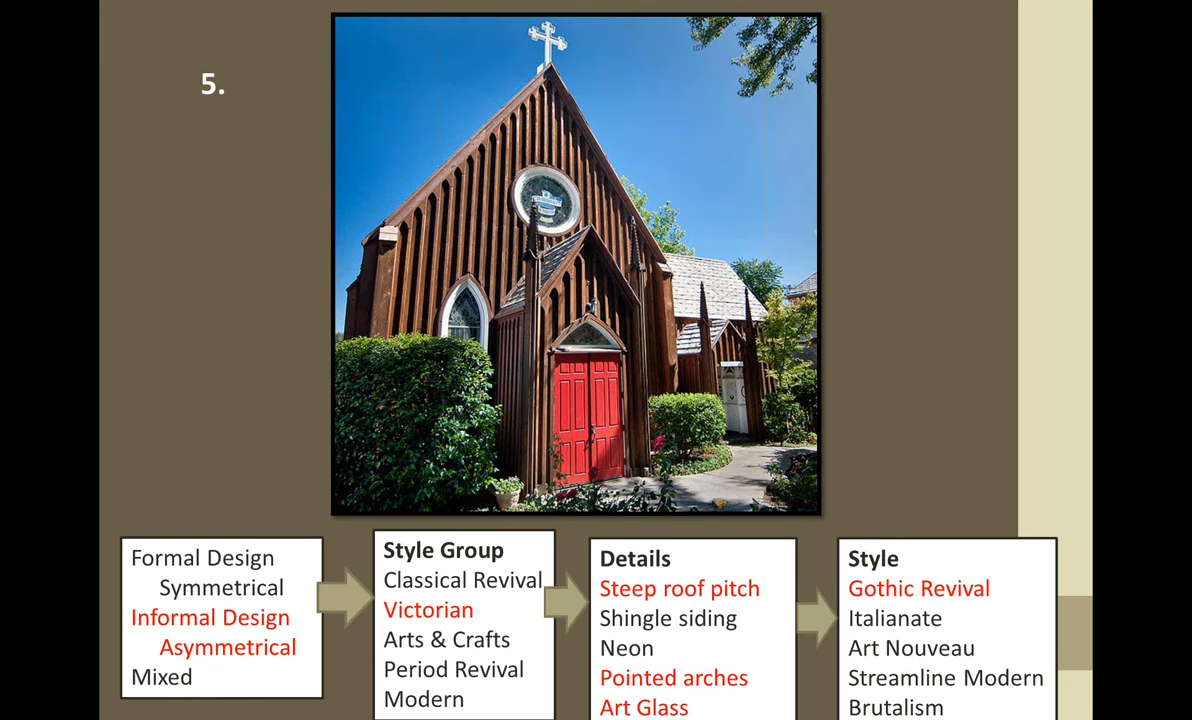 5.
Formal Design
Symmetrical
Informal Design
Asymmetrical
Mixed
Style Group
Classical Revival
Victorian
Arts & Crafts
Period Revival
Modern
Details
Steep roof pitch
Shingle siding
Neon
Pointed arches
Art Glass
Style
Gothic Revival
Italianate
Art Nouveau
Streamline Modern
Brutalism